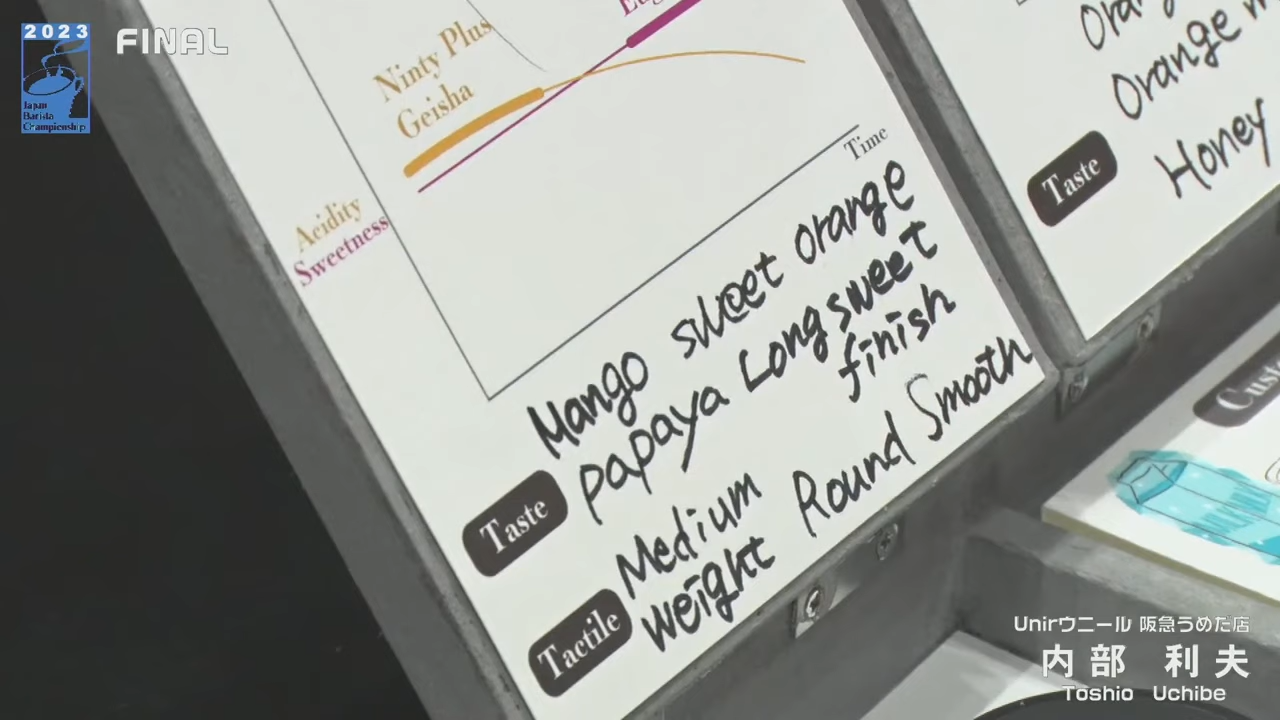 2023
Japan
Barista
Championship
FINAL
Ninty Plus
Geisha
Time
Acidity
Sweetness
Mango sweet orange
papaya Long sweet
finish
Taste
Medium Round Smooth
weight
Tactile
Orange
Honey
Taste
Unirウニール 阪急うめだ店
内部 利夫
Toshio Uchibe